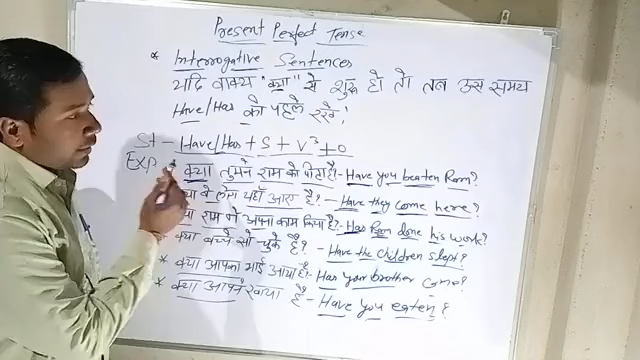 Present Perfect Tense
* Interrogative Sentences
यदि वाक्य "क्या" से शुरू हो तो तब उस समय
Have/Has को पहले रखें।
St - Have/Has + S + V³ + O
Exp * क्या तुमने राम को पीटा है? - Have you beaten Ram?
क्या वे लोग यहाँ आए है? - Have they come here?
क्या राम ने अपना काम किया है? - Has Ram done his work?
* क्या बच्चे सो चुके है? - Have the children slept?
* क्या आपका भाई आया है? - Has your brother come?
* क्या आपने खाया है - Have you eaten?